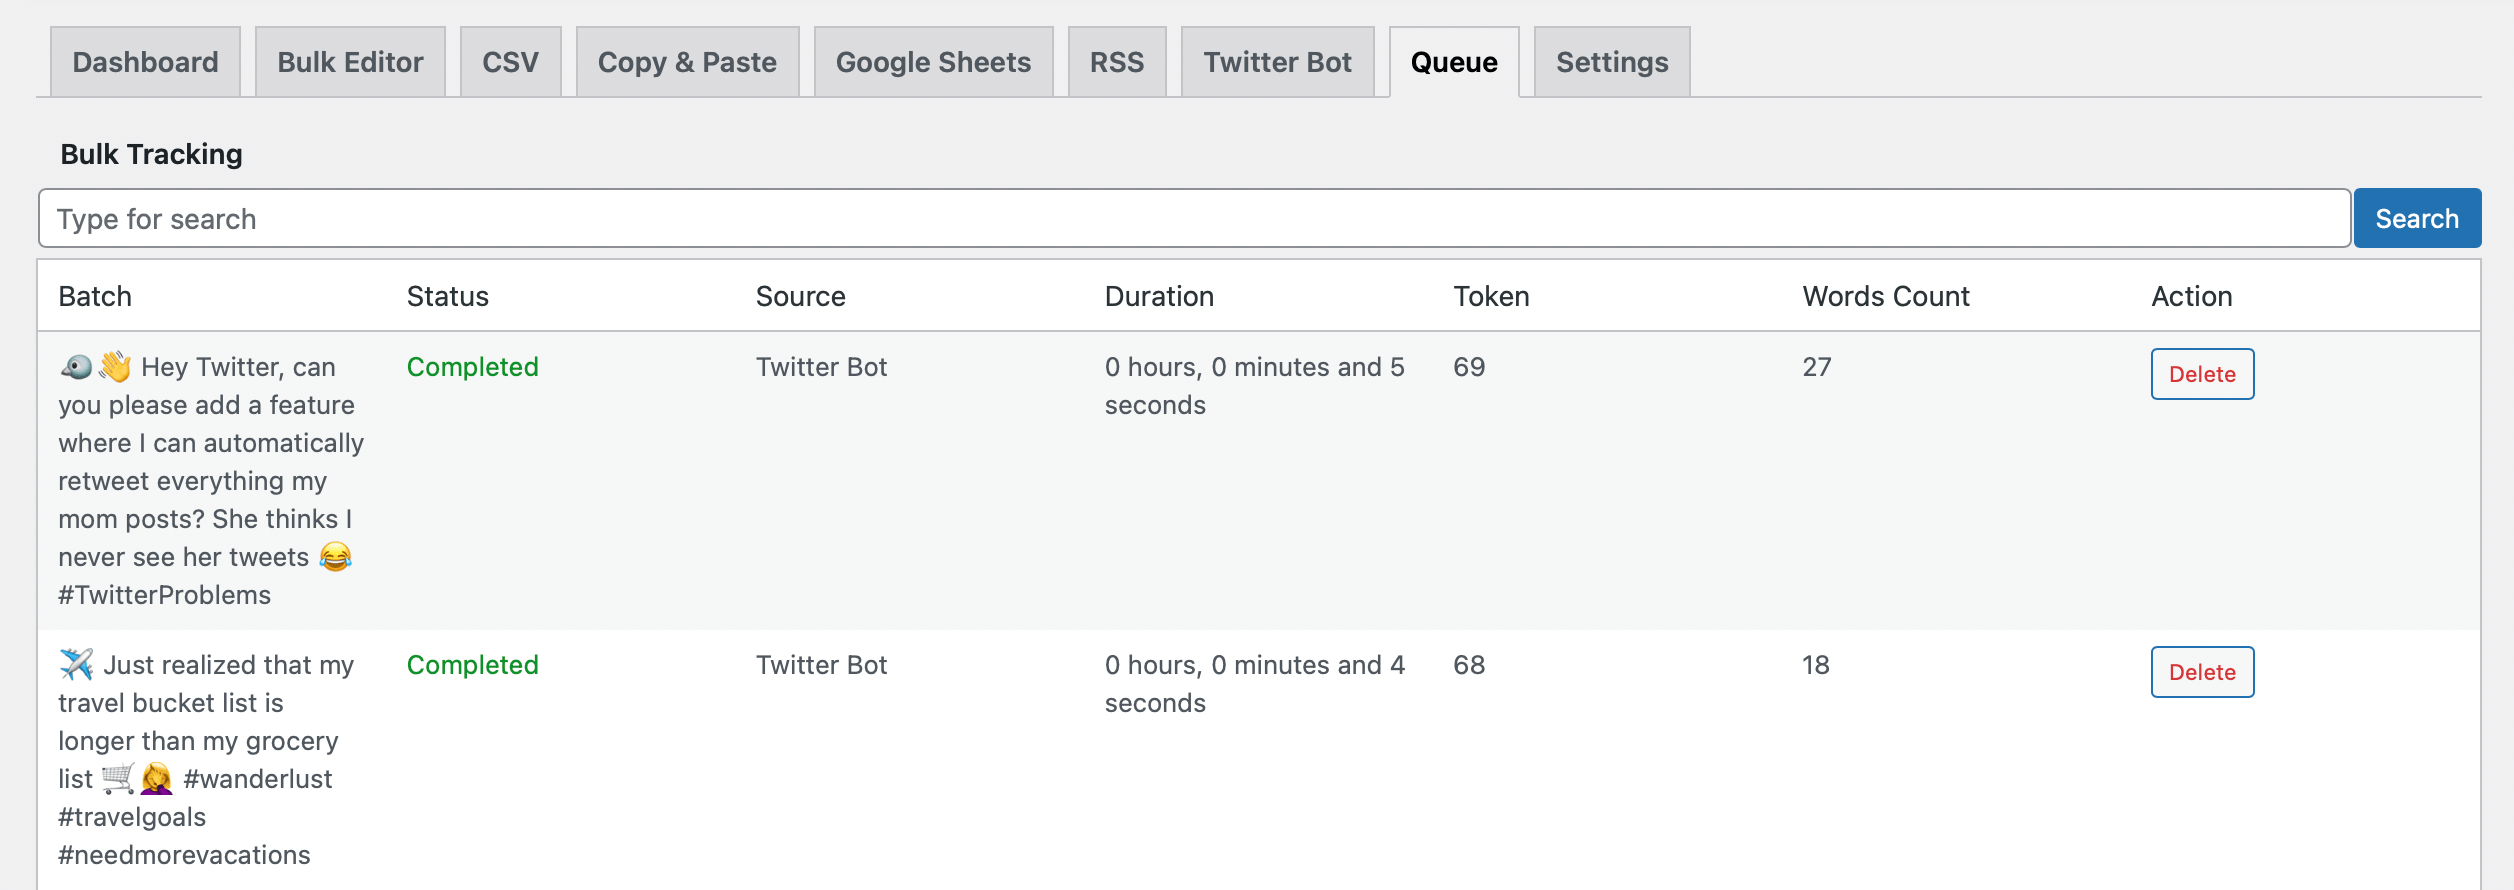 Dashboard Bulk Editor CSV Copy & Paste Google Sheets RSS Twitter Bot Queue Settings
Bulk Tracking
Type for search Search
Batch Status Source Duration Token Words Count Action
🐦👋 Hey Twitter, can Completed Twitter Bot 0 hours, 0 minutes and 5 69 27 Delete
you please add a feature seconds
where I can automatically
retweet everything my
mom posts? She thinks I
never see her tweets 😂
#TwitterProblems
✈️ Just realized that my Completed Twitter Bot 0 hours, 0 minutes and 4 68 18 Delete
travel bucket list is seconds
longer than my grocery
list 🛒🤦‍♀️ #wanderlust
#travelgoals
#needmorevacations